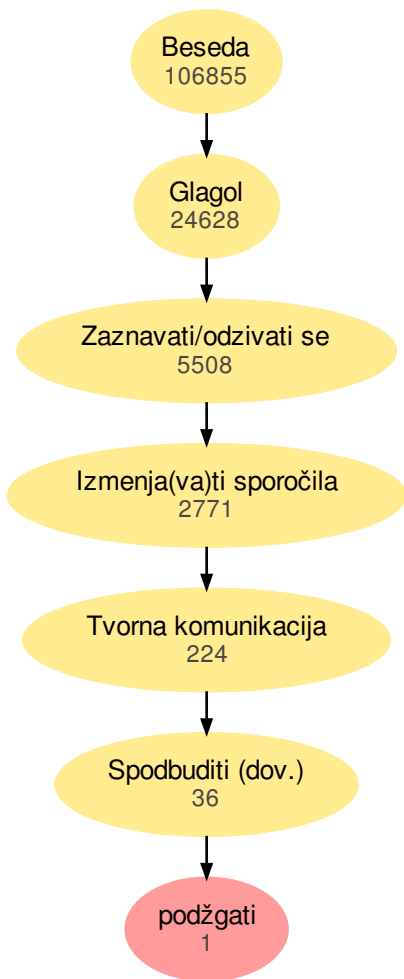 Beseda
106855
Glagol
24628
Zaznavati/odzivati se
5508
Izmenja(va)ti sporočila
2771
Tvorna komunikacija
224
Spodbuditi (dov.)
36
podžgati
1